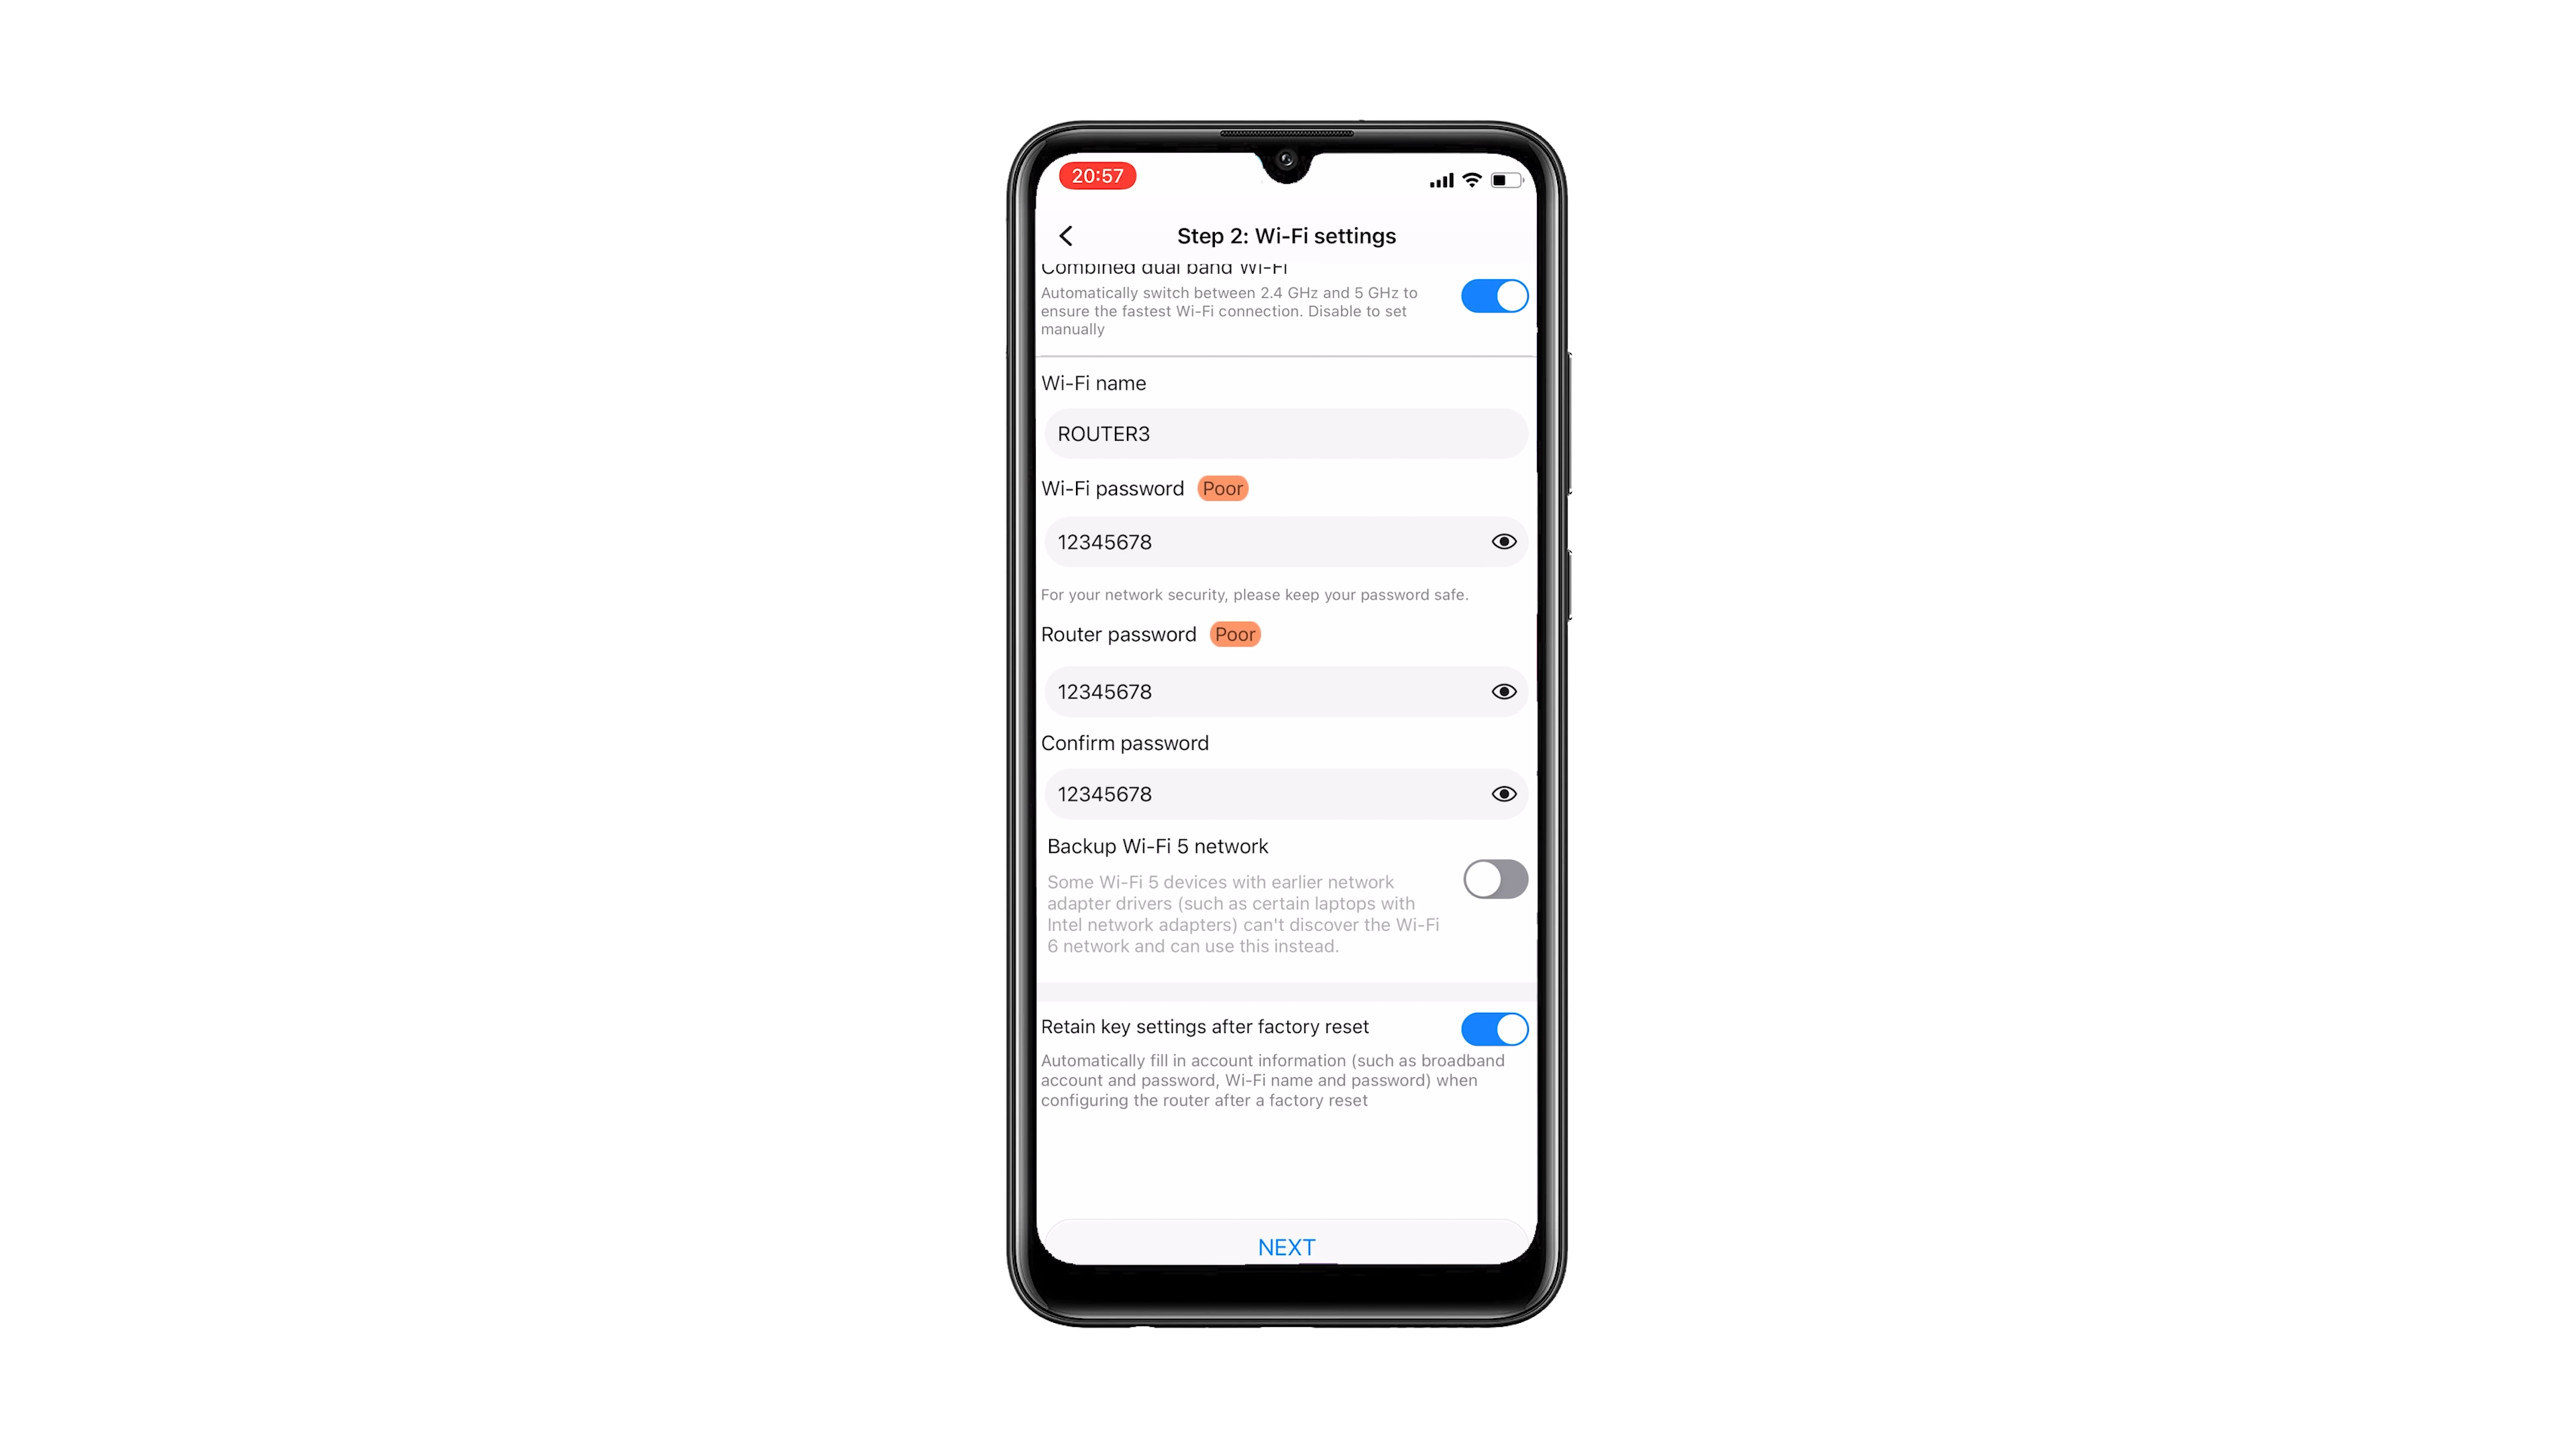 20:57
Step 2: Wi-Fi settings
Combined dual band Wi-Fi
Automatically switch between 2.4 GHz and 5 GHz to
ensure the fastest Wi-Fi connection. Disable to set
manually
Wi-Fi name
ROUTER3
Wi-Fi password Poor
12345678
For your network security, please keep your password safe.
Router password Poor
12345678
Confirm password
12345678
Backup Wi-Fi 5 network
Some Wi-Fi 5 devices with earlier network
adapter drivers (such as certain laptops with
Intel network adapters) can't discover the Wi-Fi
6 network and can use this instead.
Retain key settings after factory reset
Automatically fill in account information (such as broadband
account and password, Wi-Fi name and password) when
configuring the router after a factory reset
NEXT